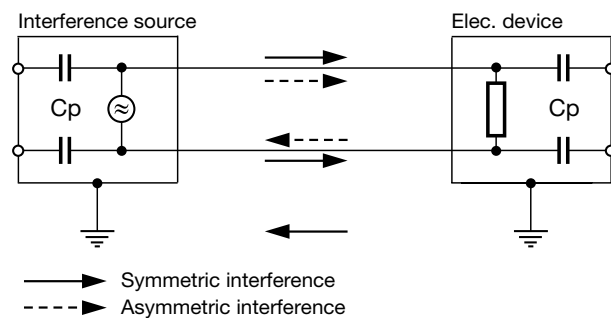 Interference source
Elec. device
Cp
Cp
Symmetric interference
Asymmetric interference